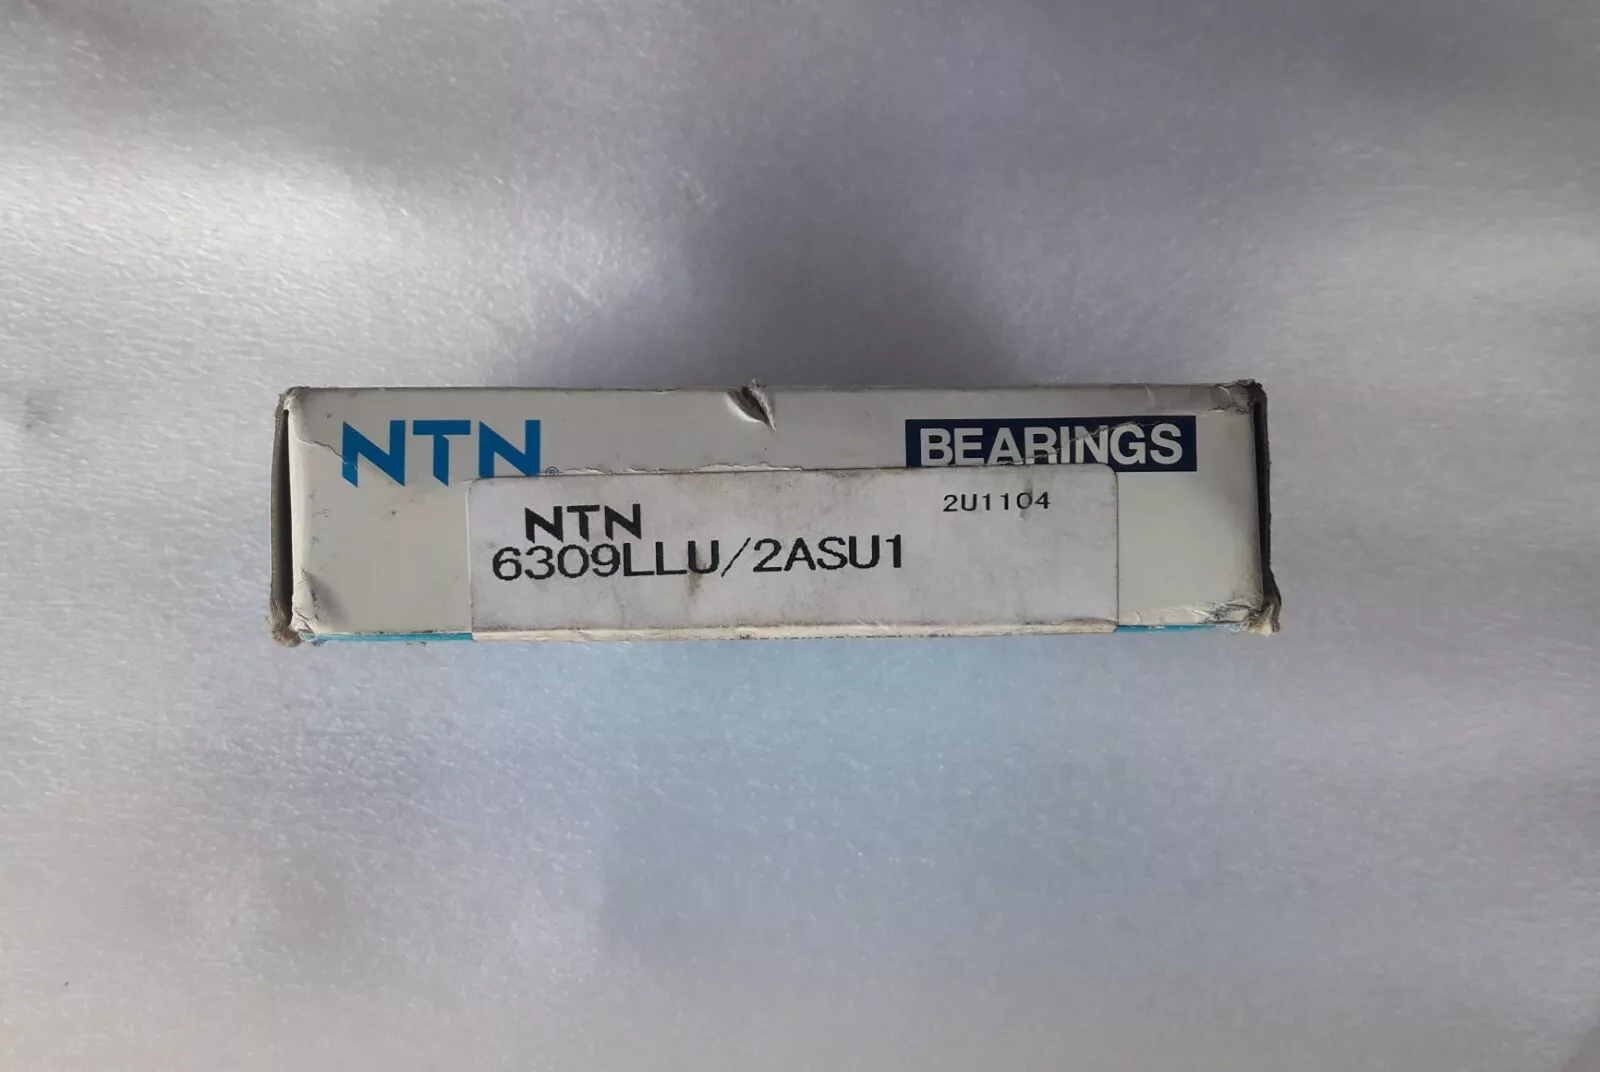 NTN®
BEARINGS
NTN
2U1104
6309LLU/2ASU1